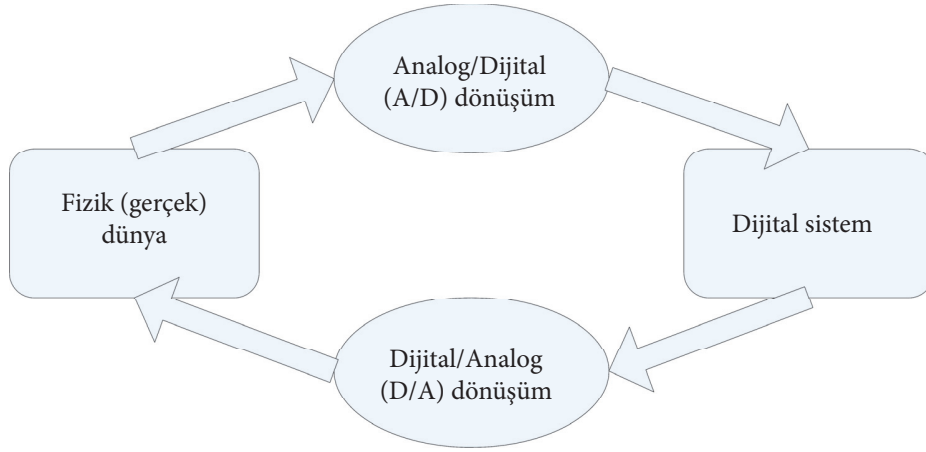 Analog/Dijital
(A/D) dönüşüm
Fizik (gerçek)
dünya
Dijital sistem
Dijital/Analog
(D/A) dönüşüm